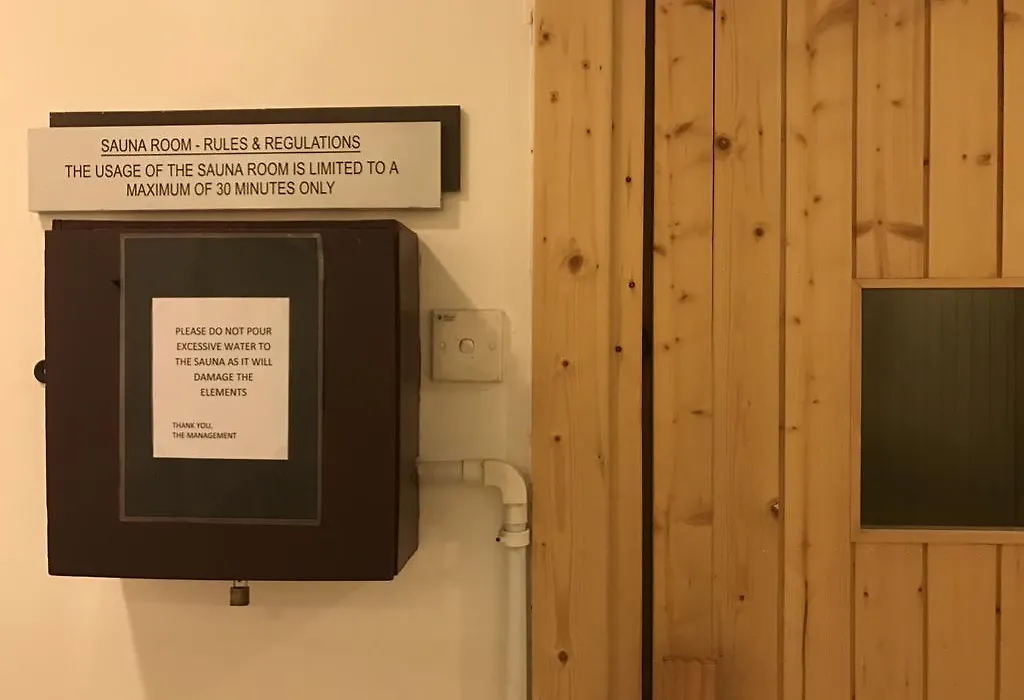 SAUNA ROOM - RULES & REGULATIONS
THE USAGE OF THE SAUNA ROOM IS LIMITED TO A
MAXIMUM OF 30 MINUTES ONLY
PLEASE DO NOT POUR
EXCESSIVE WATER TO
THE SAUNA AS IT WILL
DAMAGE THE
ELEMENTS
THANK YOU,
THE MANAGEMENT